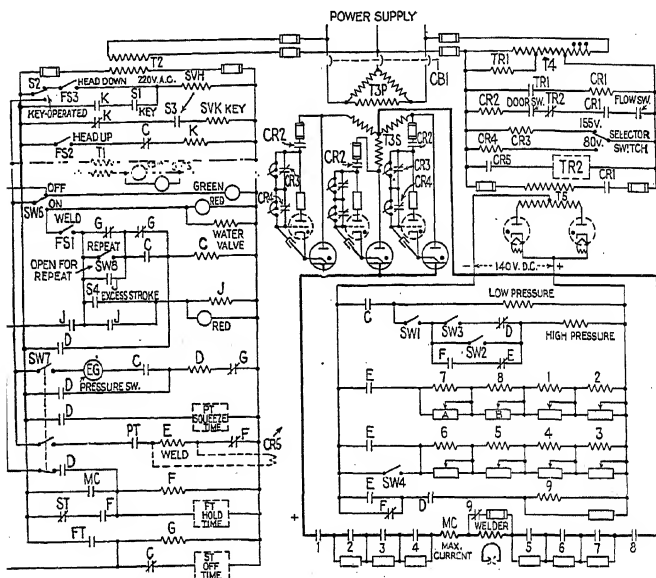 POWER SUPPLY
T2
S2
HEAD DOWN
220V.A.C.
SVH
FS3
K
S1
KEY
KEY-OPERATED
K
S3
SVK KEY
HEAD UP
C
K
FS2
T1
OFF
GREEN
SW6
ON
RED
WELD
G
G
WATER
VALVE
FS1
REPEAT
C
C
OPEN FOR
REPEAT
SW8
J
S4
EXCESS STROKE
J
J
J
RED
D
SW7
EG
C
D
G
D
PRESSURE SW.
D
PT
SQUEEZE
TIME
PT
E
F
CR5
WELD
D
MC
F
ST
F
FT
HOLD
TIME
FT
G
C
ST OFF
TIME
T3P
CB1
CR2
T3S
CR2
CR2
CR3
CR3
CR4
CR4
TR1
T4
TR1
CR1
CR2
DOOR SW.
TR2
CR1
FLOW SW.
155V.
CR3
SELECTOR
CR4
80V.
SWITCH
CR5
TR2
CR1
T5
140 V. D.C.
+
LOW PRESSURE
C
SW1
SW3
D
SW2
HIGH PRESSURE
F
E
E
7
8
1
2
A
B
E
6
5
4
3
SW4
E
D
9
F
+
MC
9
WELDER
1
2
3
4
MAX.
CURRENT
5
6
7
8